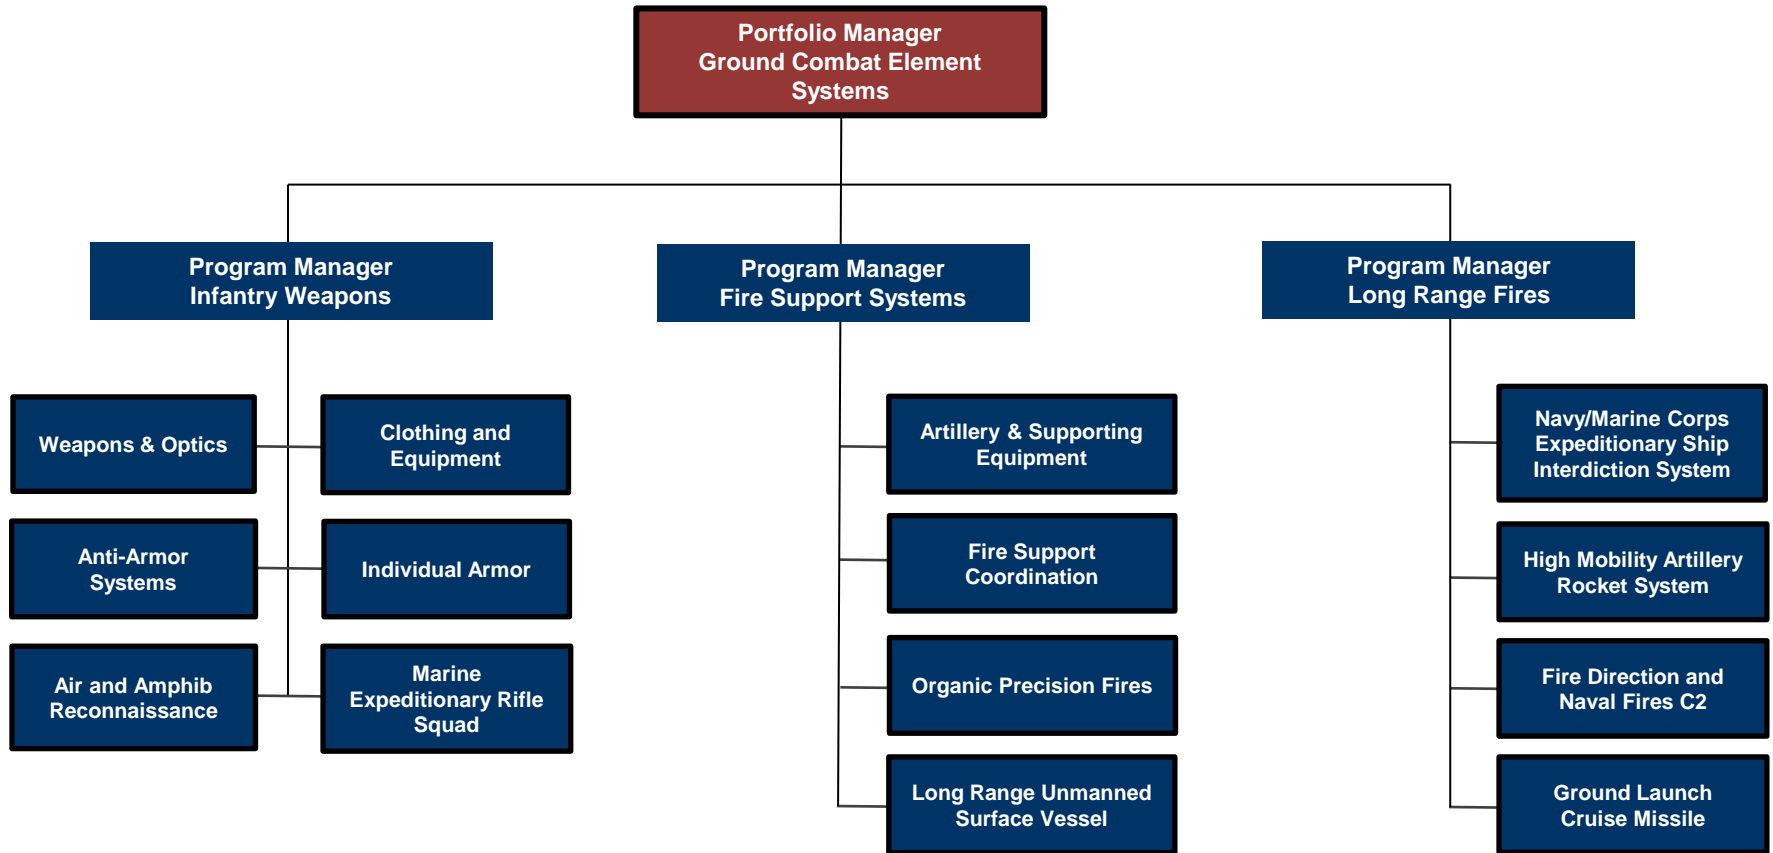 Portfolio Manager
Ground Combat Element
Systems
Program Manager
Infantry Weapons
Program Manager
Fire Support Systems
Program Manager
Long Range Fires
Weapons & Optics
Clothing and
Equipment
Anti-Armor
Systems
Individual Armor
Air and Amphib
Reconnaissance
Marine
Expeditionary Rifle
Squad
Artillery & Supporting
Equipment
Fire Support
Coordination
Organic Precision Fires
Long Range Unmanned
Surface Vessel
Navy/Marine Corps
Expeditionary Ship
Interdiction System
High Mobility Artillery
Rocket System
Fire Direction and
Naval Fires C2
Ground Launch
Cruise Missile